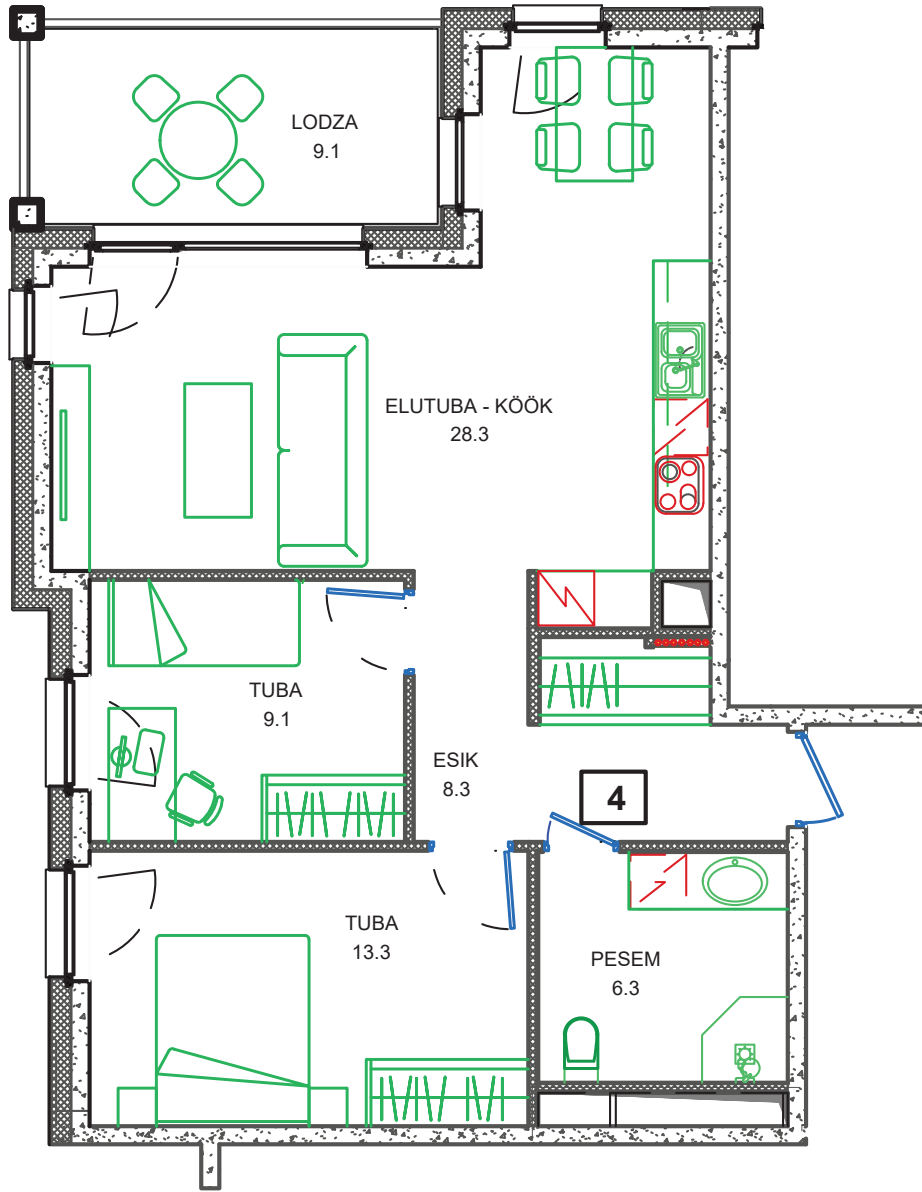 LODZA
9.1
ELUTUBA - KÖÖK
28.3
TUBA
9.1
ESIK
8.3
4
TUBA
13.3
PESEM
6.3